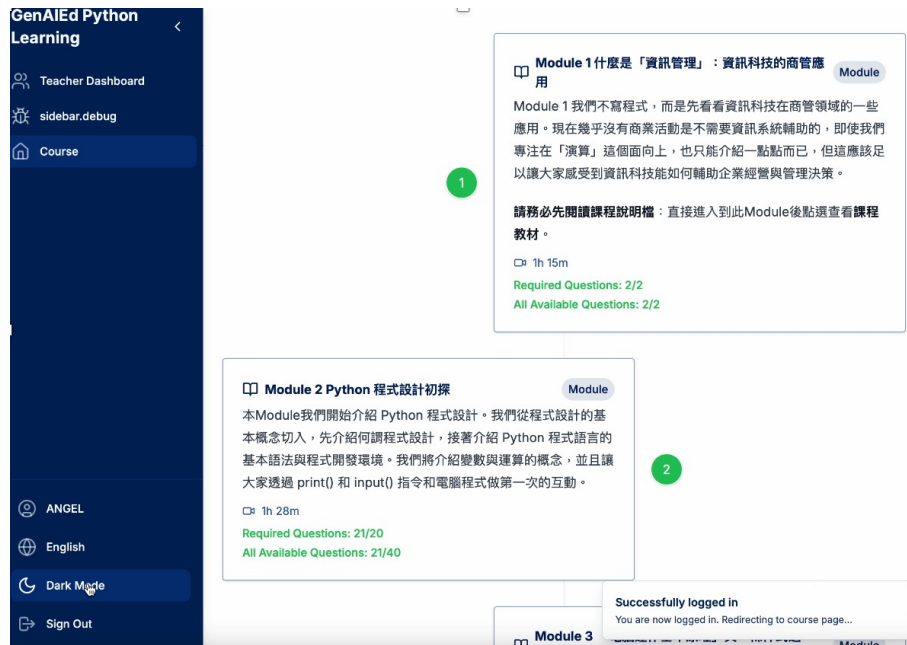 GenAIEd Python
Learning
Teacher Dashboard
sidebar.debug
Course
ANGEL
English
Dark Mode
Sign Out
Module 1 什麼是「資訊管理」：資訊科技的商管應
用
Module
Module 1 我們不寫程式，而是先看看資訊科技在商管領域的一些
應用。現在幾乎沒有商業活動是不需要資訊系統輔助的，即使我們
專注在「演算」這個面向上，也只能介紹一點點而已，但這應該足
以讓大家感受到資訊科技能如何輔助企業經營與管理決策。
請務必先閱讀課程說明檔：直接進入到此Module後點選查看課程
教材。
1h 15m
Required Questions: 2/2
All Available Questions: 2/2
1
Module 2 Python 程式設計初探
Module
本Module我們開始介紹 Python 程式設計。我們從程式設計的基
本概念切入，先介紹何謂程式設計，接著介紹 Python 程式語言的
基本語法與程式開發環境。我們將介紹變數與運算的概念，並且讓
大家透過 print() 和 input() 指令和電腦程式做第一次的互動。
1h 28m
Required Questions: 21/20
All Available Questions: 21/40
2
Successfully logged in
You are now logged in. Redirecting to course page...
Module 3
Module